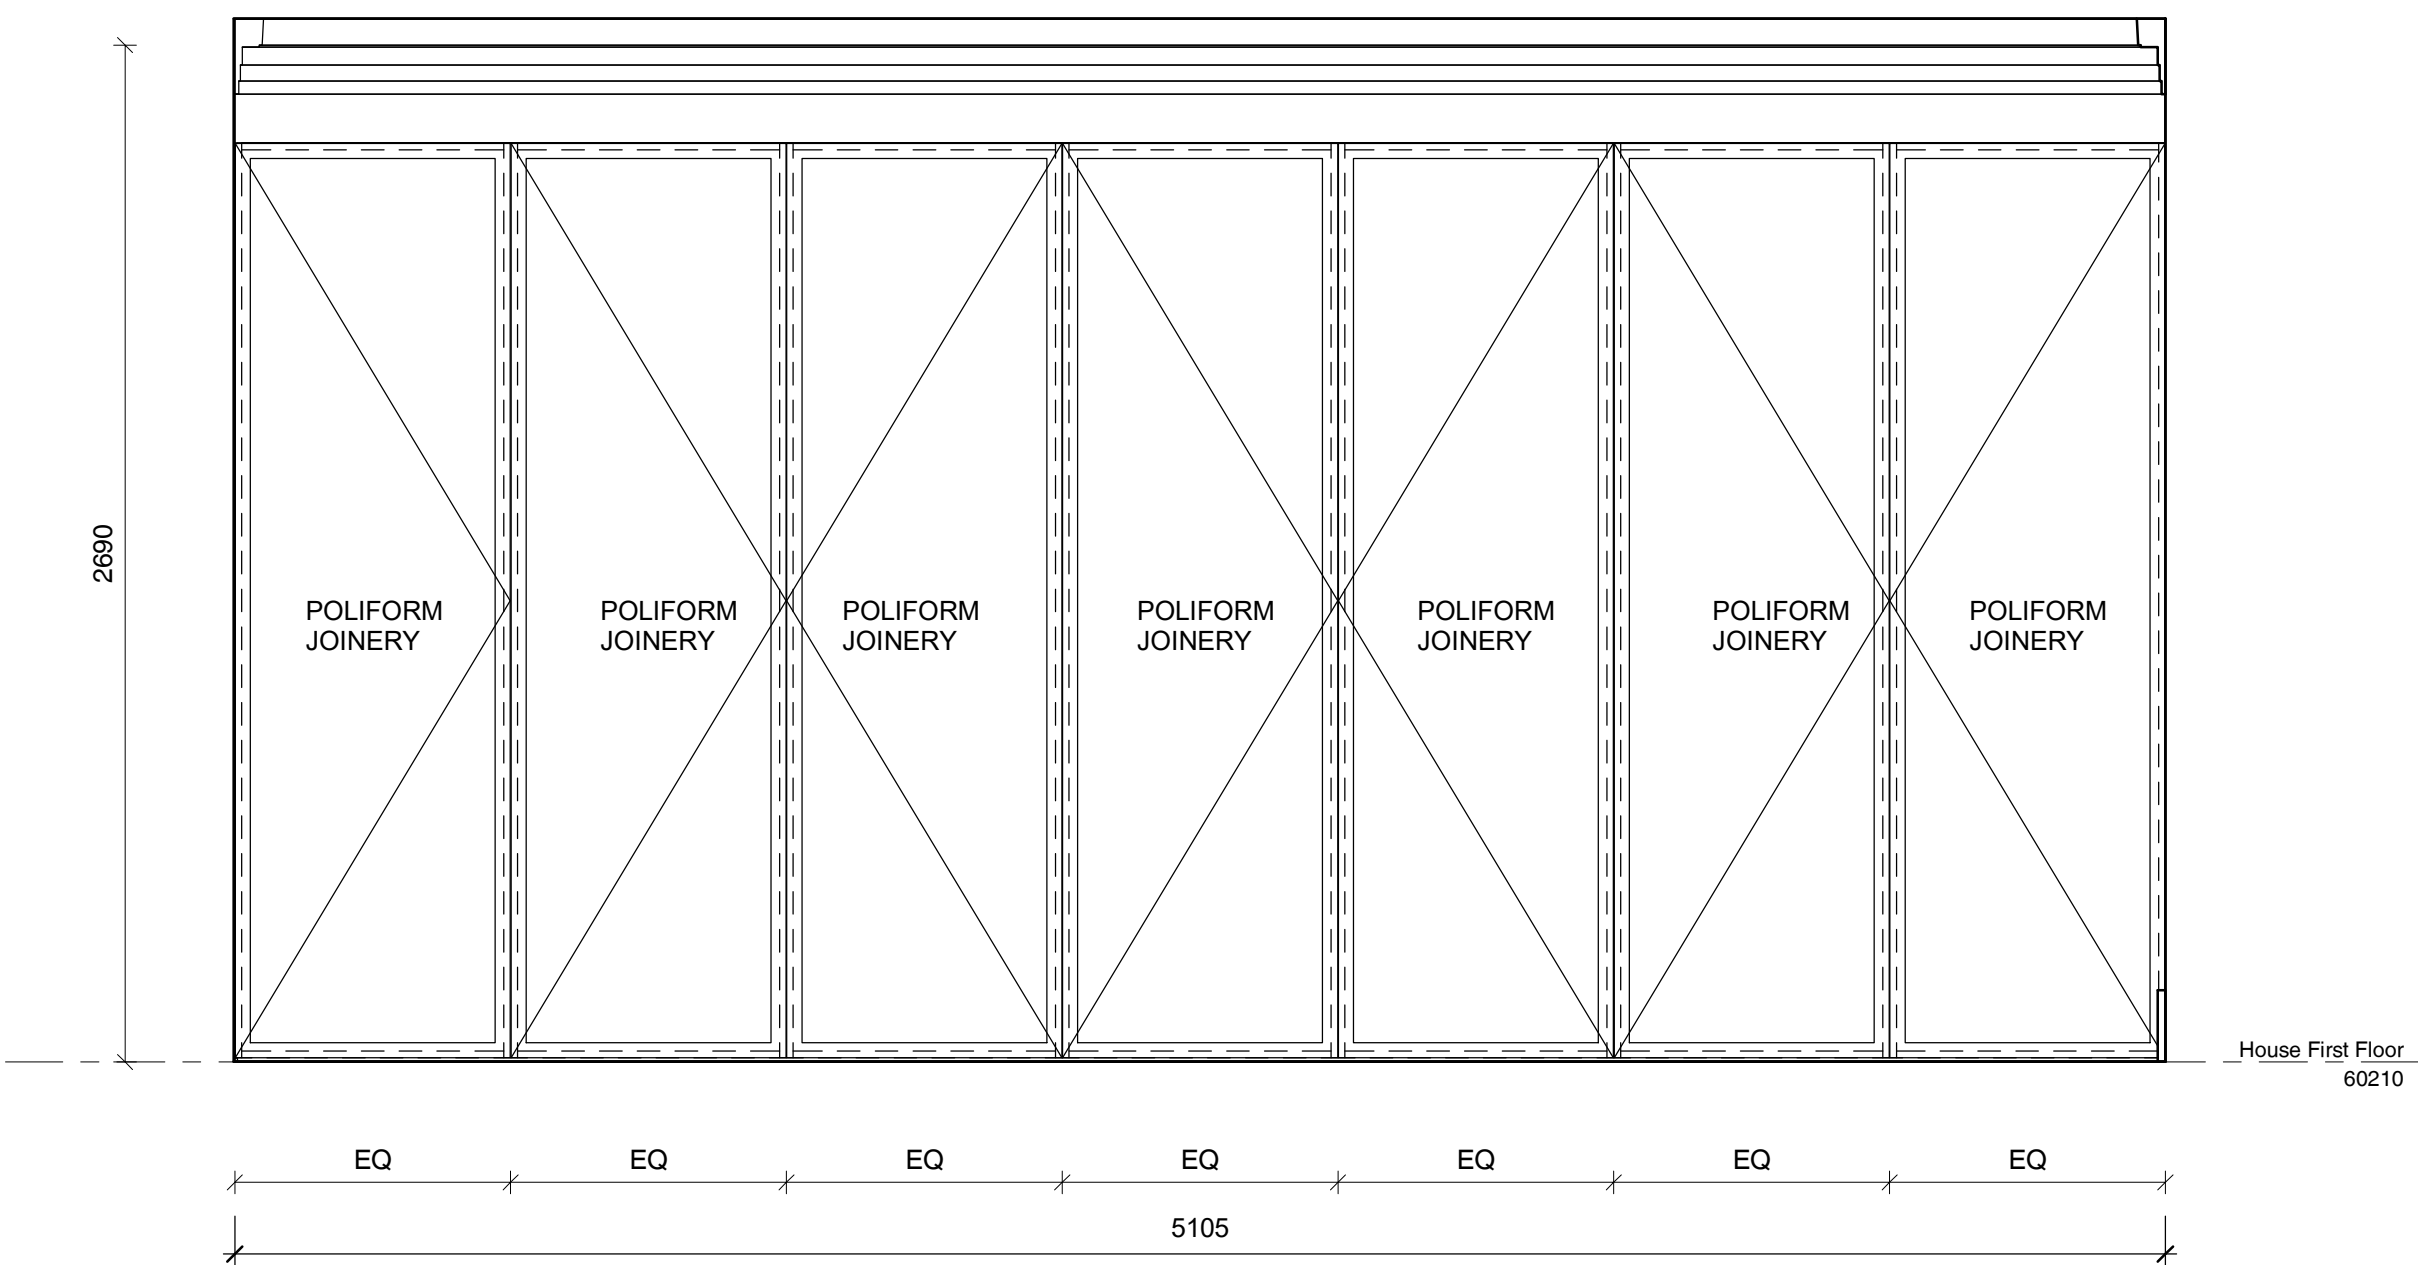 2690
POLIFORM
JOINERY
POLIFORM
JOINERY
POLIFORM
JOINERY
POLIFORM
JOINERY
POLIFORM
JOINERY
POLIFORM
JOINERY
POLIFORM
JOINERY
House First Floor
60210
EQ EQ EQ EQ EQ EQ EQ
5105